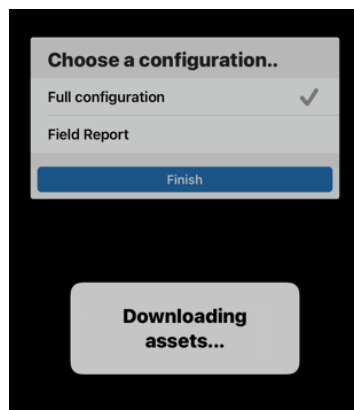 Choose a configuration..
Full configuration
Field Report
Finish
Downloading
assets...